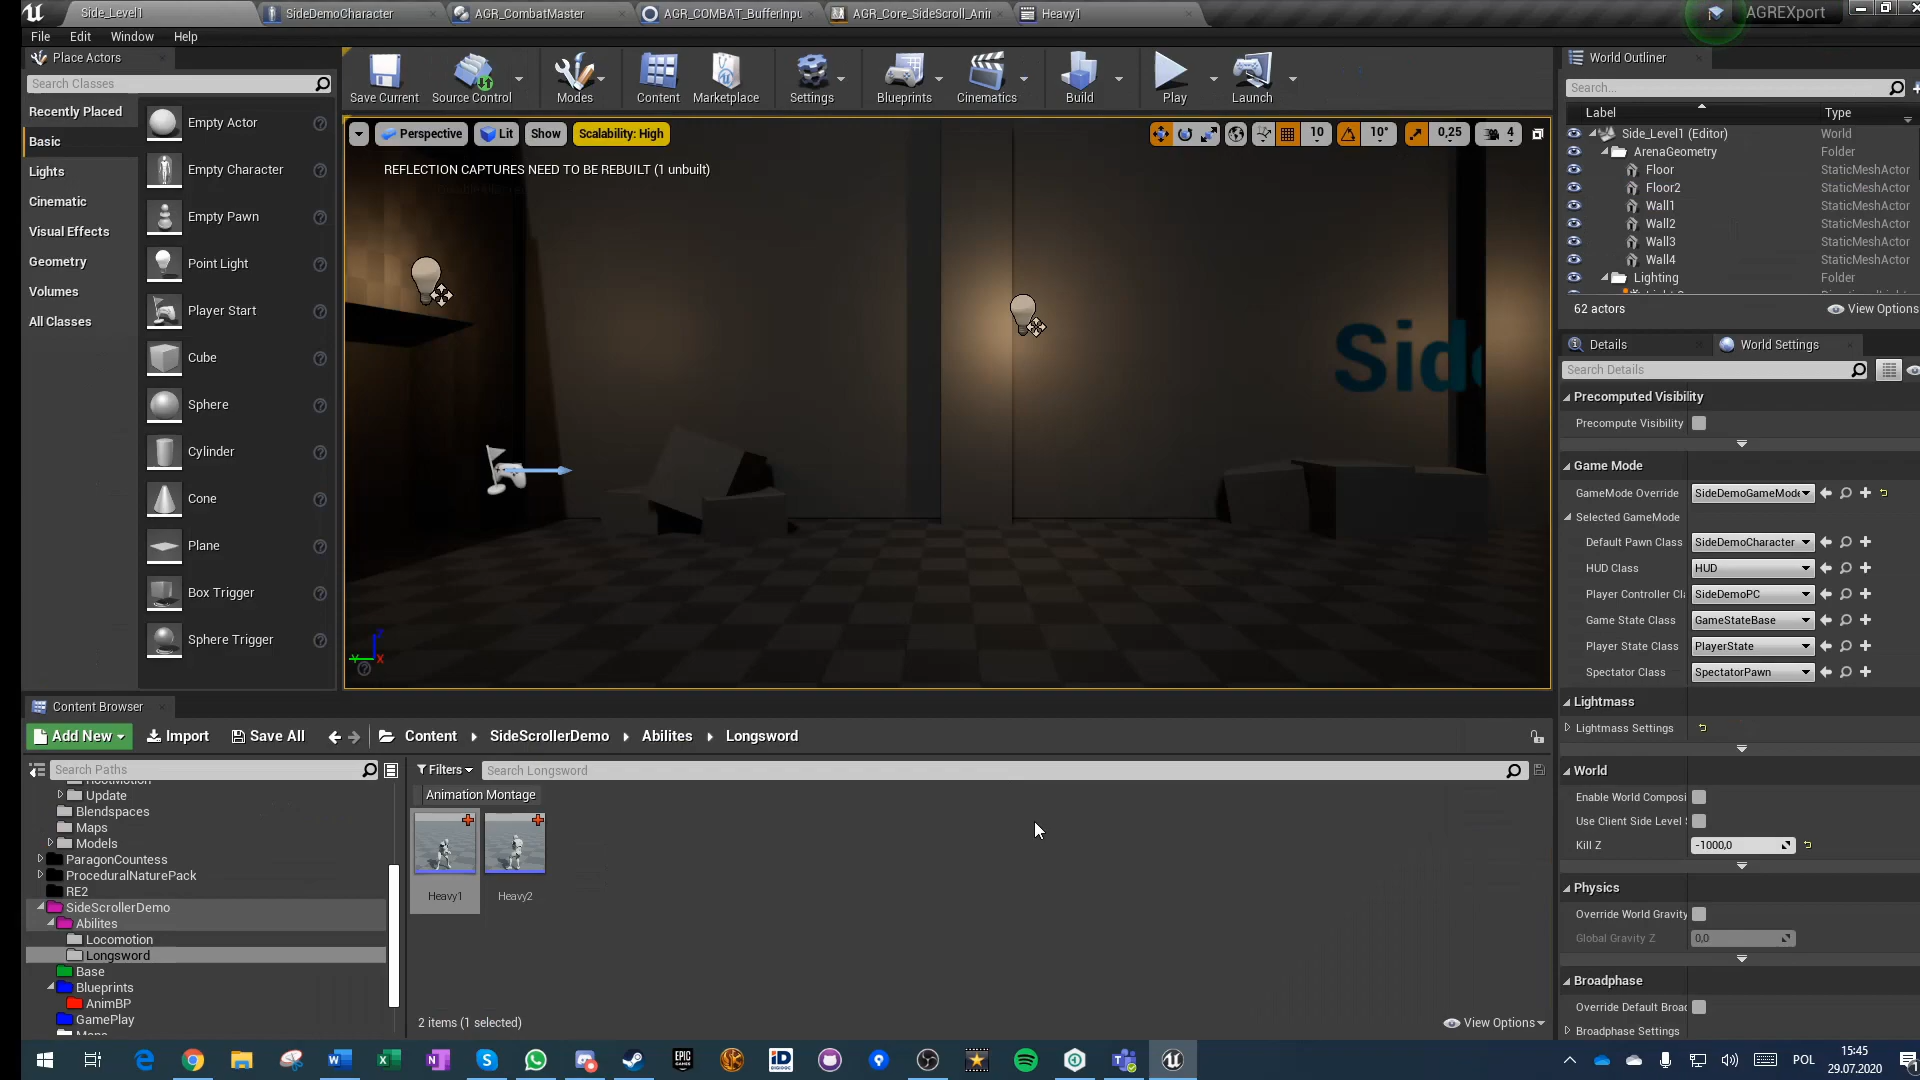 Side_Level1
SideDemoCharacter
AGR_CombatMaster
AGR_COMBAT_BufferInpu
AGR_Core_SideScroll_Anir
Heavy1
AGREXport
File
Edit
Window
Help
Place Actors
Search Classes
Recently Placed
Basic
Lights
Cinematic
Visual Effects
Geometry
Volumes
All Classes
Empty Actor
Empty Character
Empty Pawn
Point Light
Player Start
Cube
Sphere
Cylinder
Cone
Plane
Box Trigger
Sphere Trigger
Save Current
Source Control
Modes
Content
Marketplace
Settings
Blueprints
Cinematics
Build
Play
Launch
Perspective
Lit
Show
Scalability: High
10
10°
0,25
4
REFLECTION CAPTURES NEED TO BE REBUILT (1 unbuilt)
Side
Z
Y
X
World Outliner
Search...
Label
Type
Side_Level1 (Editor)
World
ArenaGeometry
Folder
Floor
StaticMeshActor
Floor2
StaticMeshActor
Wall1
StaticMeshActor
Wall2
StaticMeshActor
Wall3
StaticMeshActor
Wall4
StaticMeshActor
Lighting
Folder
62 actors
View Options
Details
World Settings
Search Details
Precomputed Visibility
Precompute Visibility
Game Mode
GameMode Override
SideDemoGameMode
Selected GameMode
Default Pawn Class
SideDemoCharacter
HUD Class
HUD
Player Controller Cl
SideDemoPC
Game State Class
GameStateBase
Player State Class
PlayerState
Spectator Class
SpectatorPawn
Lightmass
Lightmass Settings
World
Enable World Composi
Use Client Side Level S
Kill Z
-1000,0
Physics
Override World Gravity
Global Gravity Z
0,0
Broadphase
Override Default Broad
Broadphase Settings
Content Browser
Add New
Import
Save All
Content
SideScrollerDemo
Abilites
Longsword
Search Paths
Filters
Search Longsword
Animation Montage
RootMotion
Update
Blendspaces
Maps
Models
ParagonCountess
ProceduralNaturePack
RE2
SideScrollerDemo
Abilites
Locomotion
Longsword
Base
Blueprints
AnimBP
GamePlay
Maps
Heavy1
Heavy2
2 items (1 selected)
View Options
POL
15:45
29.07.2020